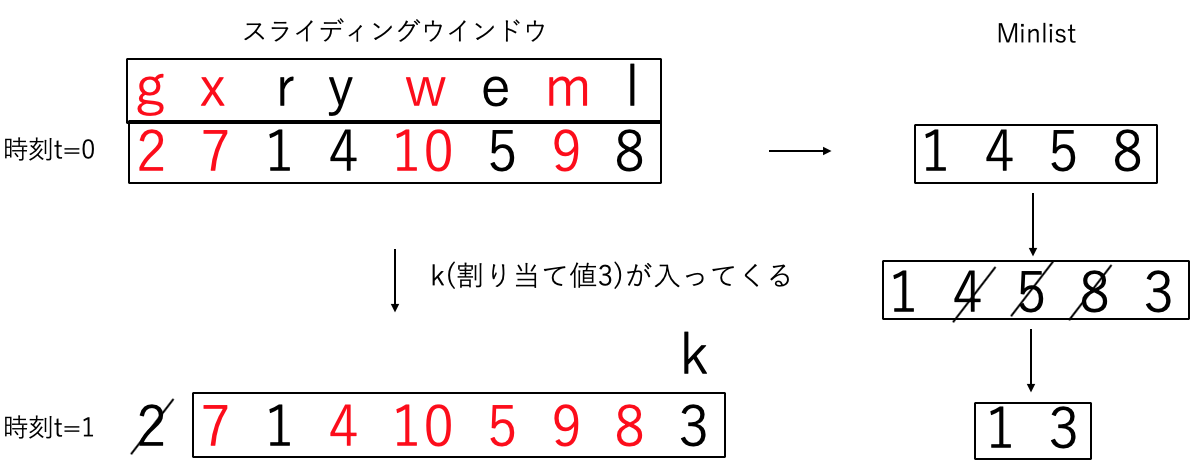 スライディングウインドウ
Minlist
g x r y w e m l
時刻t=0
2 7 1 4 10 5 9 8
1 4 5 8
k(割り当て値3)が入ってくる
1 4 5 8 3
k
時刻t=1
2 7 1 4 10 5 9 8 3
1 3